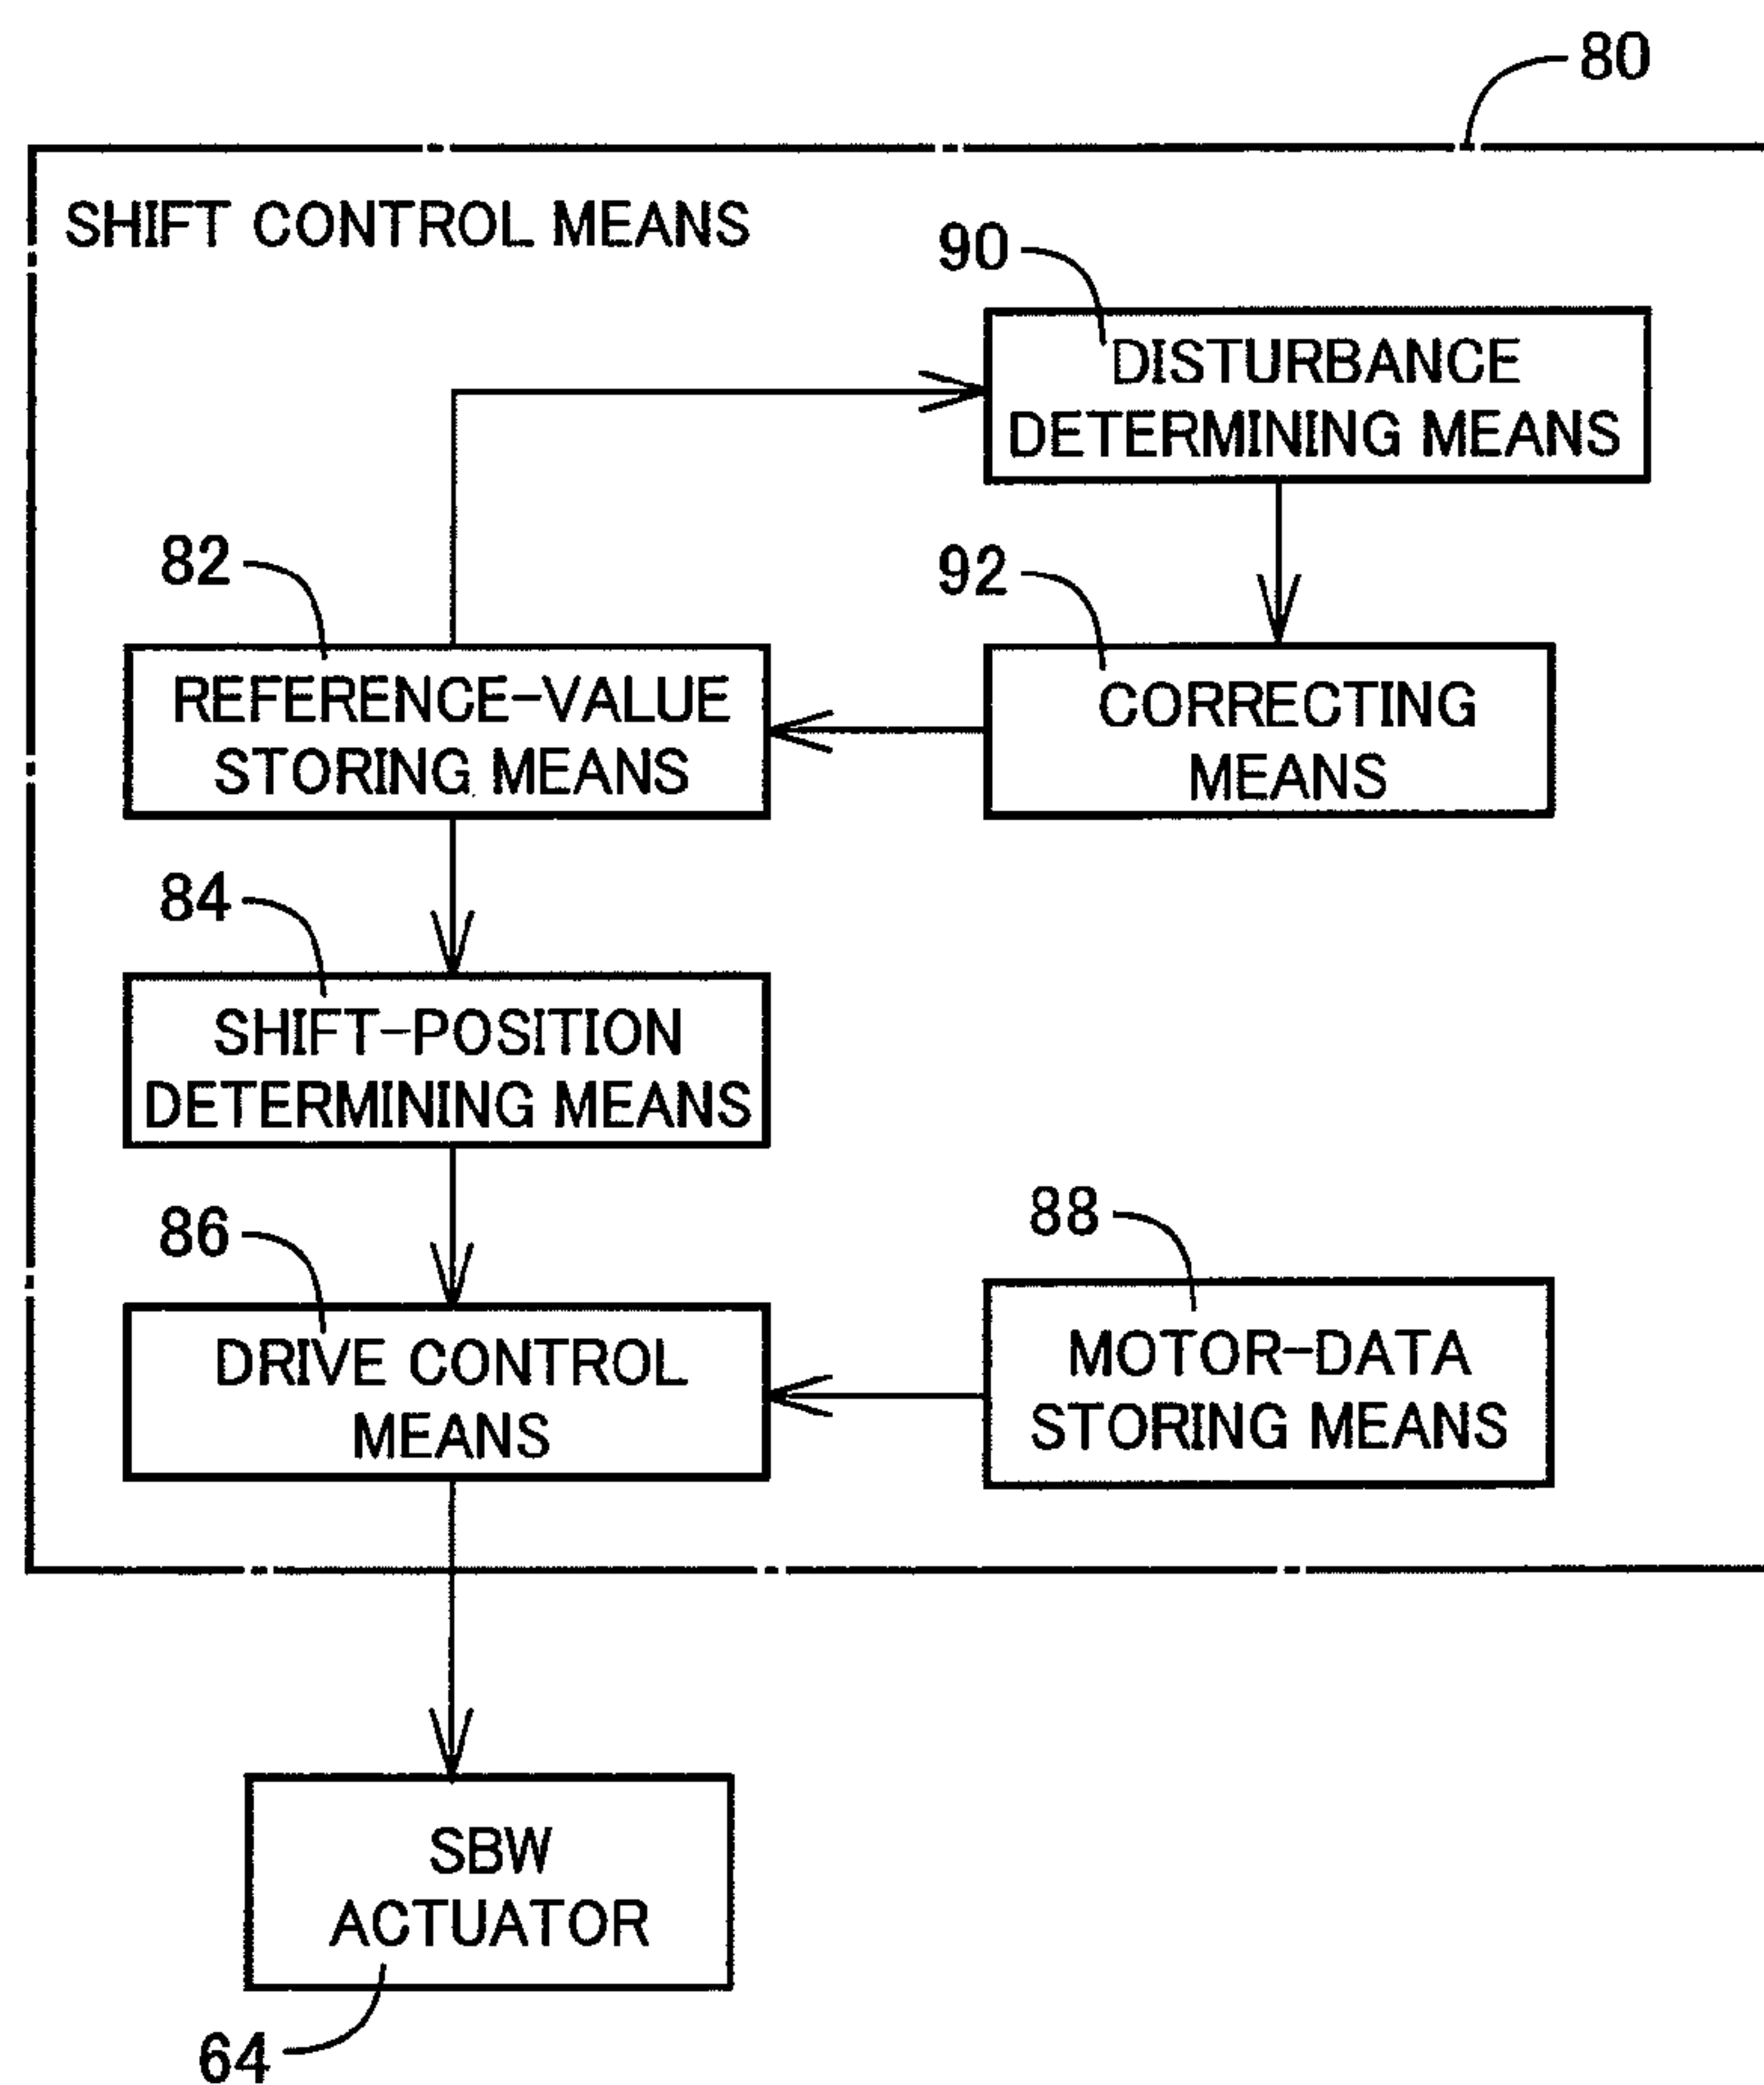 80
SHIFT CONTROL MEANS
90
DISTURBANCE
DETERMINING MEANS
82
92
REFERENCE-VALUE
STORING MEANS
CORRECTING
MEANS
84
SHIFT-POSITION
DETERMINING MEANS
86
88
DRIVE CONTROL
MEANS
MOTOR-DATA
STORING MEANS
SBW
ACTUATOR
64